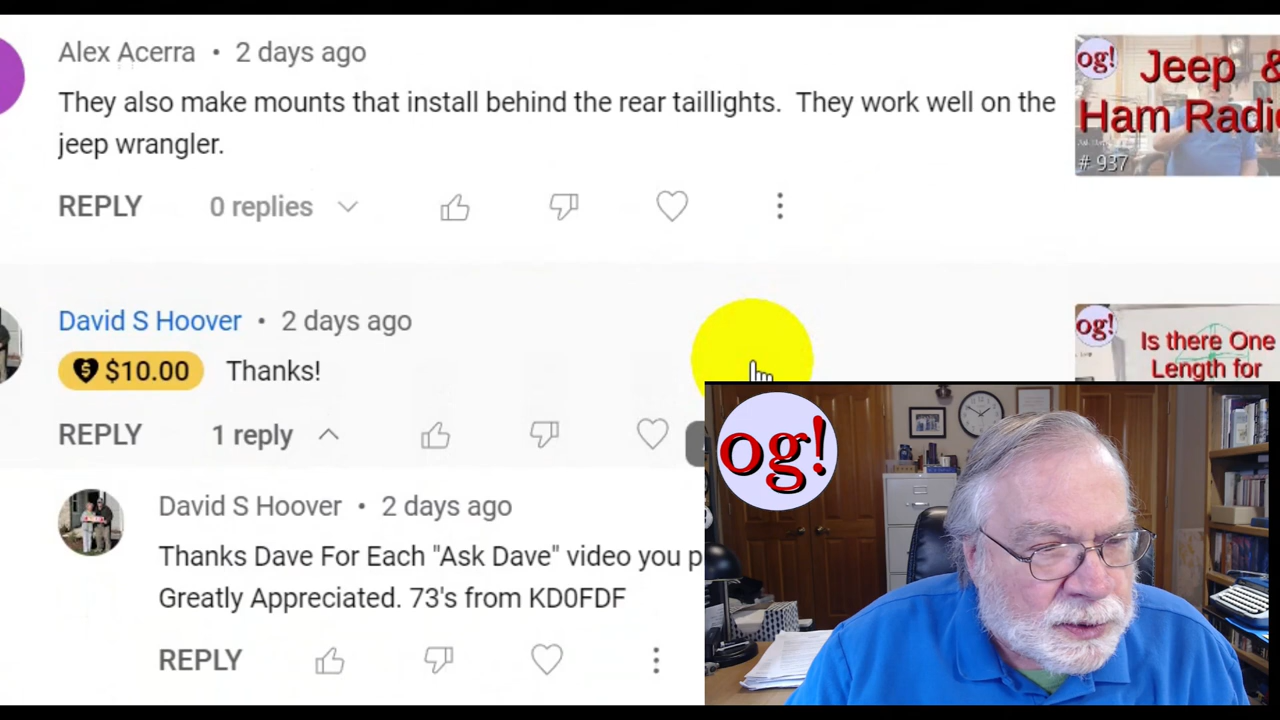 Alex Acerra • 2 days ago
They also make mounts that install behind the rear taillights. They work well on the
jeep wrangler.
REPLY 0 replies
og!
Jeep &
Ham Radio
# 937
David S Hoover • 2 days ago
$10.00 Thanks!
REPLY 1 reply
og!
Is there One
Length for
David S Hoover • 2 days ago
Thanks Dave For Each "Ask Dave" video you
Greatly Appreciated. 73's from KD0FDF
REPLY
og!